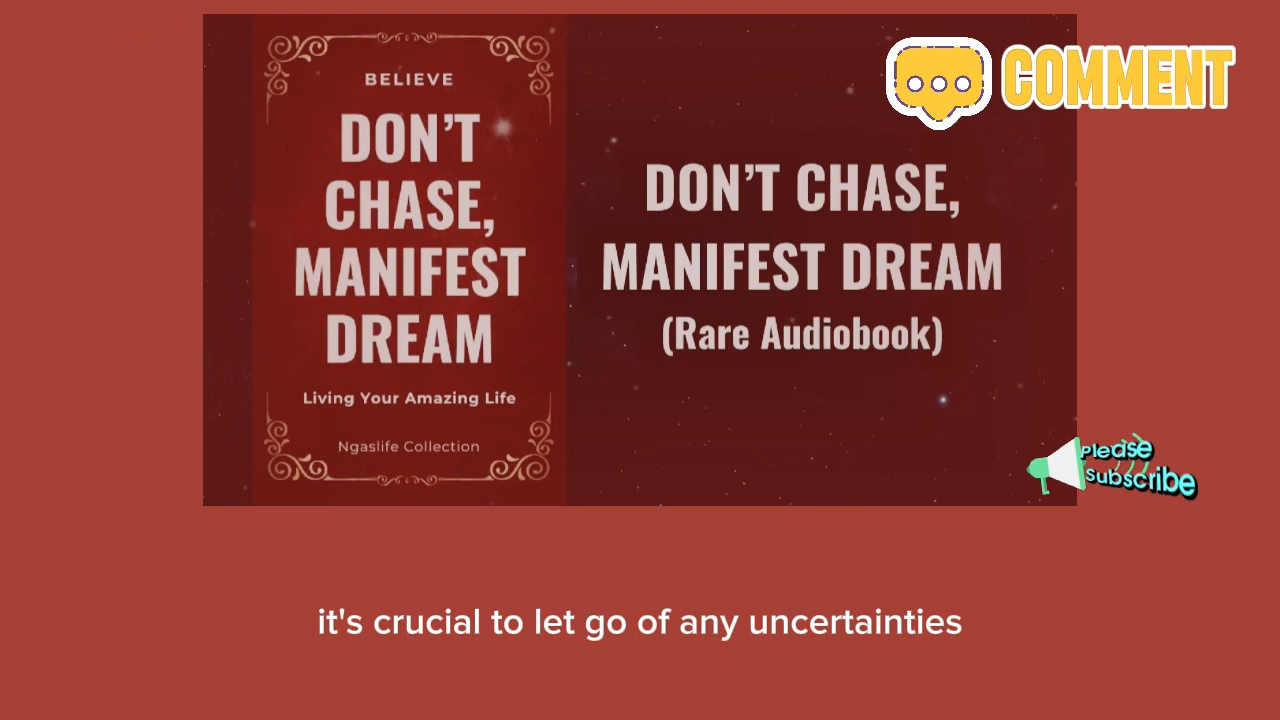 BELIEVE
DON'T
CHASE,
MANIFEST
DREAM
Living Your Amazing Life
Ngaslife Collection
DON'T CHASE,
MANIFEST DREAM
(Rare Audiobook)
COMMENT
Please
Subscribe
it's crucial to let go of any uncertainties